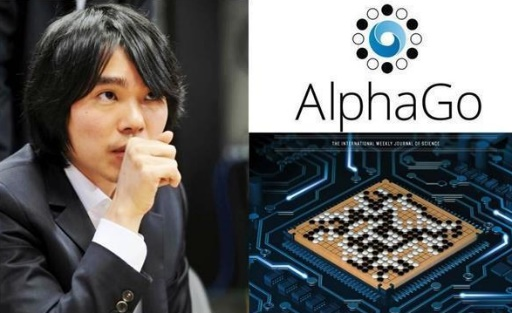 AlphaGo
THE INTERNATIONAL WEEKLY JOURNAL OF SCIENCE